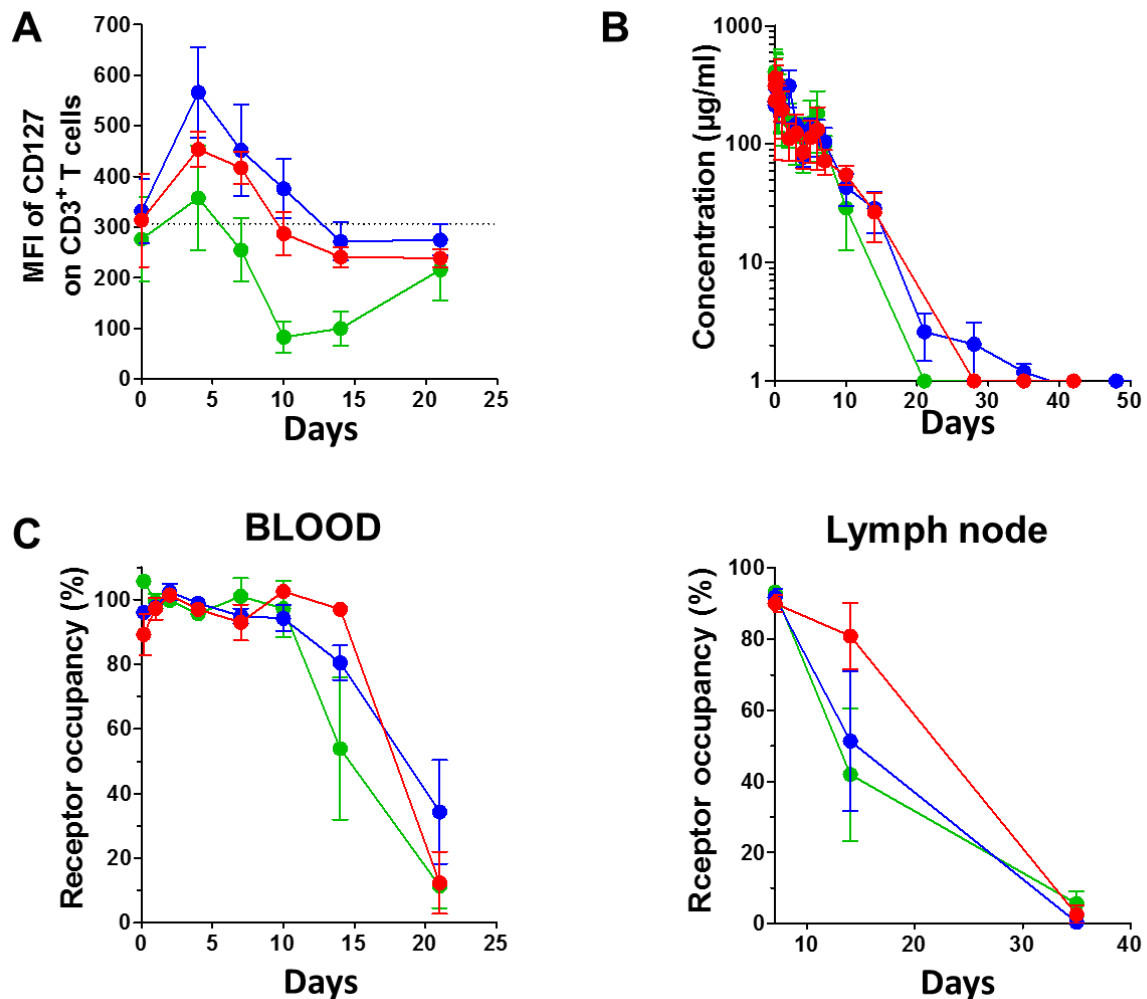 A
MFI of CD127
on CD3⁺ T cells
700
600
500
400
300
200
100
0
0 5 10 15 20 25
Days
B
Concentration (µg/ml)
1000
100
10
1
0 10 20 30 40 50
Days
C
BLOOD
Receptor occupancy (%)
100
80
60
40
20
0
0 5 10 15 20 25
Days
Lymph node
Rceptor occupancy (%)
100
80
60
40
20
0
10 20 30 40
Days